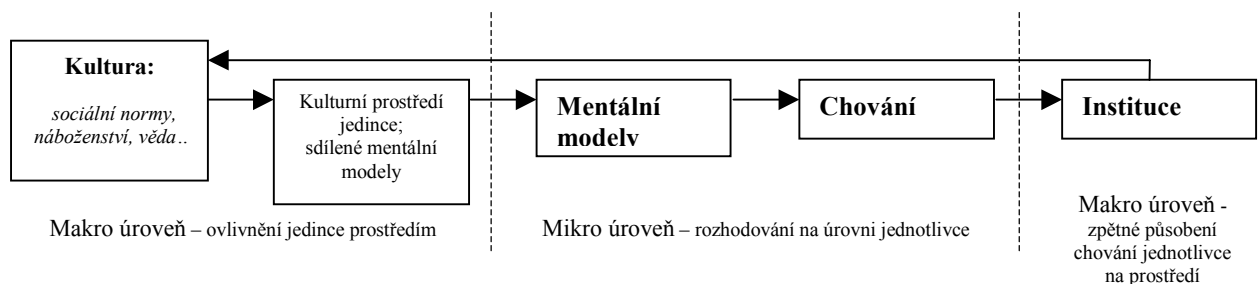 Kultura:
sociální normy,
náboženství, věda..
Kulturní prostředí
jedince;
sdílené mentální
modely
Mentální
modely
Chování
Instituce
Makro úroveň – ovlivnění jedince prostředím
Mikro úroveň – rozhodování na úrovni jednotlivce
Makro úroveň -
zpětné působení
chování jednotlivce
na prostředí